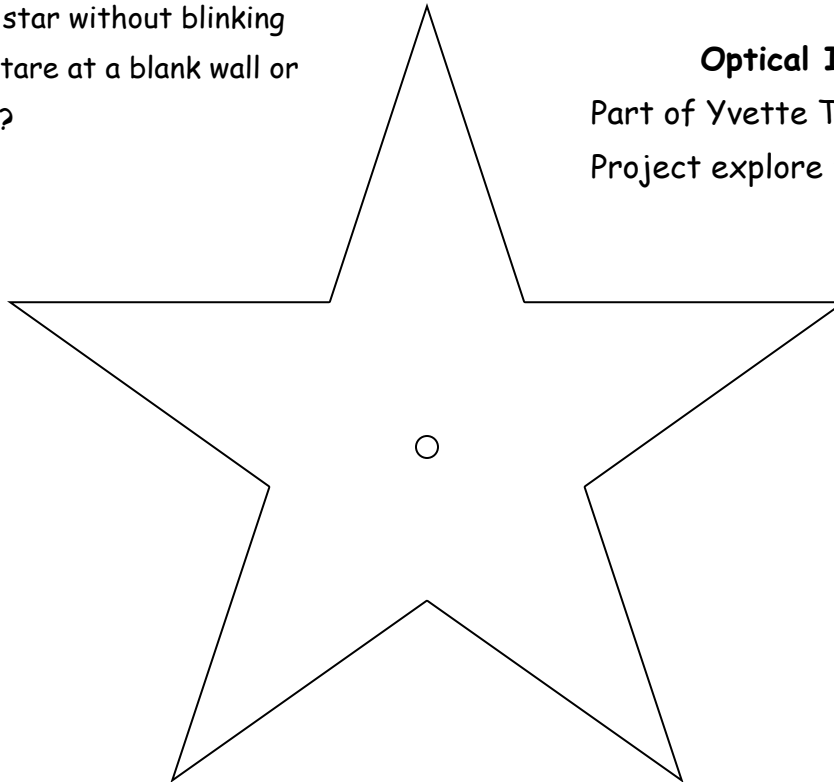 star without blinking
tare at a blank wall or
?
Optical I
Part of Yvette T
Project explore